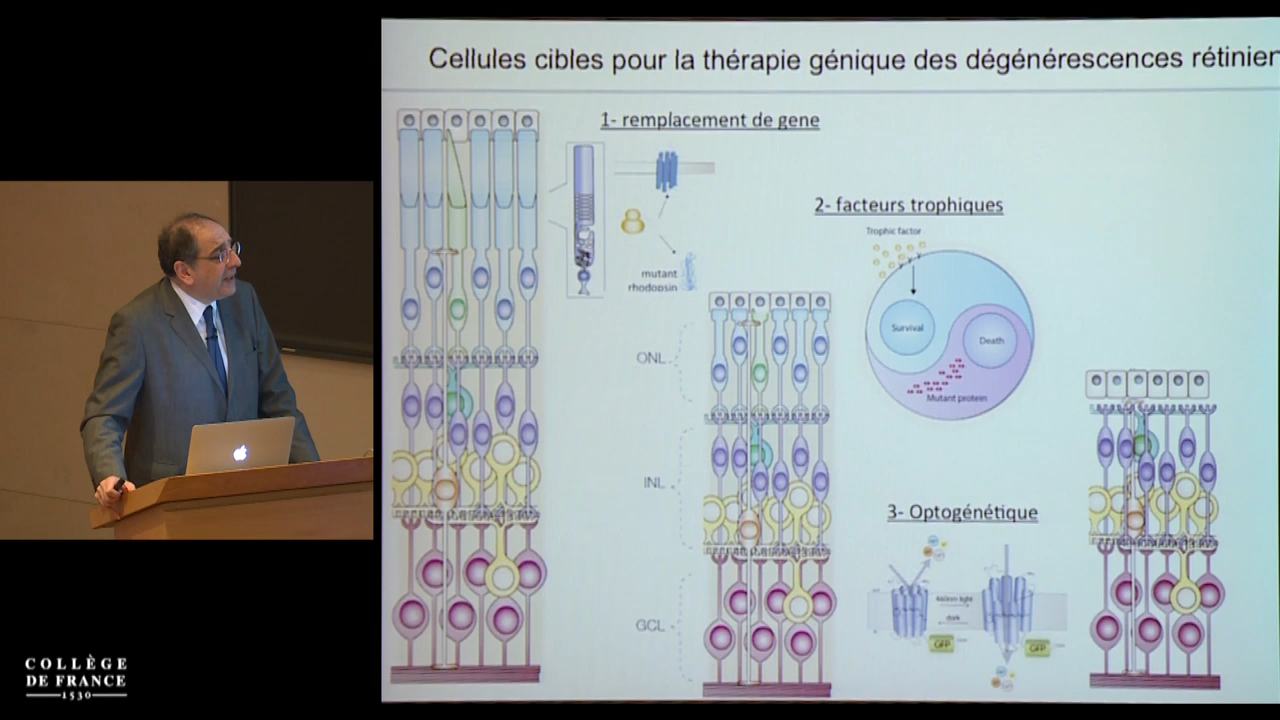 Cellules cibles pour la thérapie génique des dégénérescences rétinien
1- remplacement de gene
mutant
rhodopsin
2- facteurs trophiques
Trophic factor
Survival
Death
Mutant protein
ONL
INL
GCL
3- Optogénétique
dark
GFP
GFP
COLLÈGE
DE FRANCE
1530